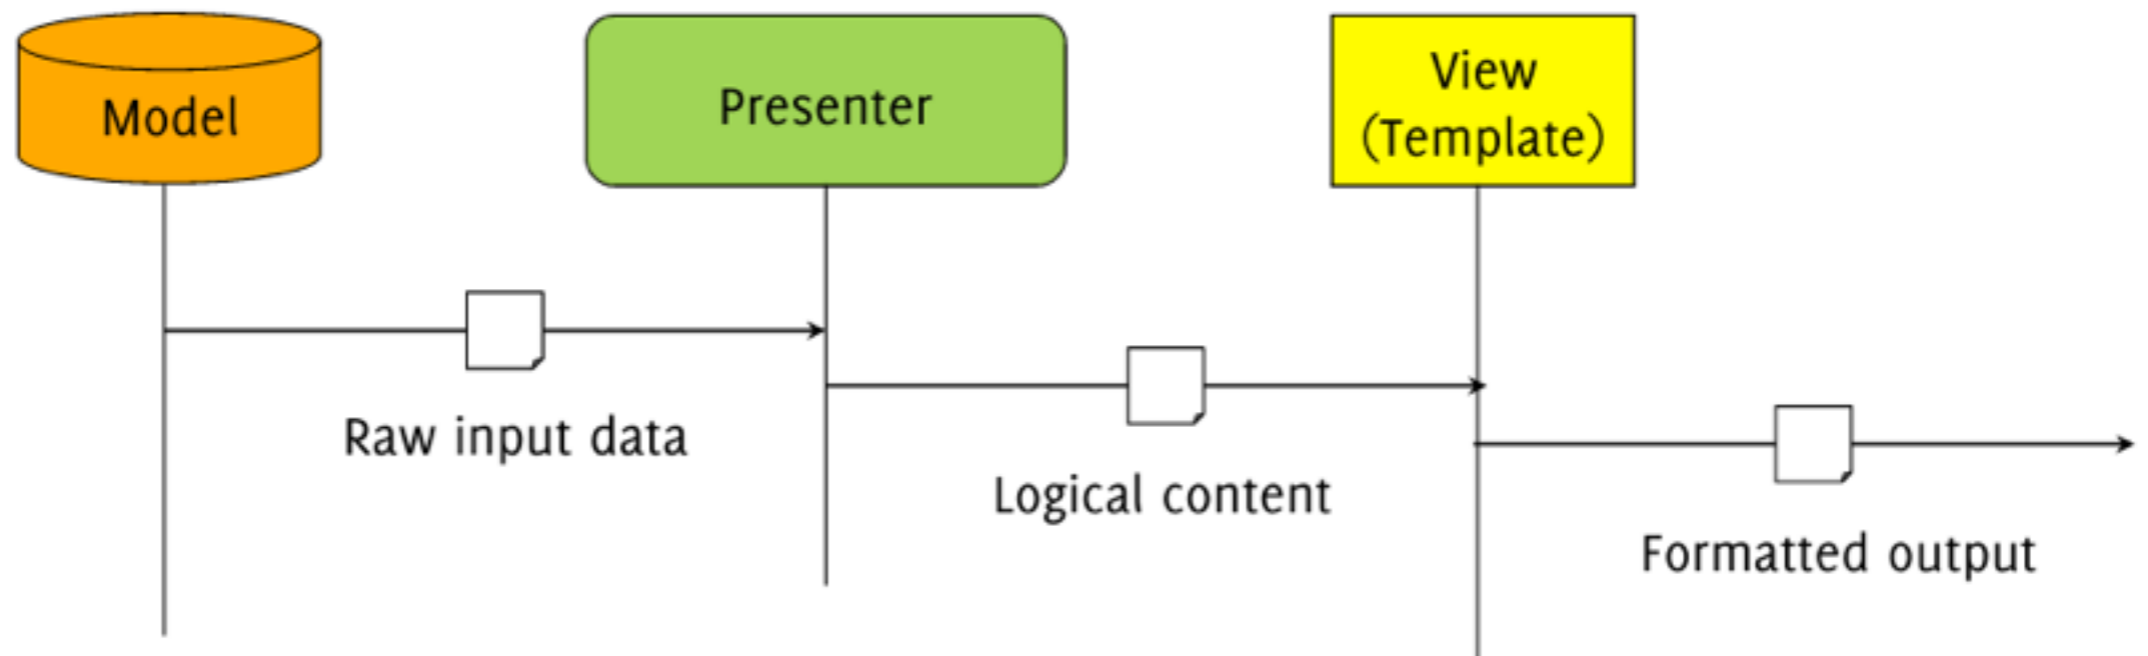 Model
Presenter
View
(Template)
Raw input data
Logical content
Formatted output